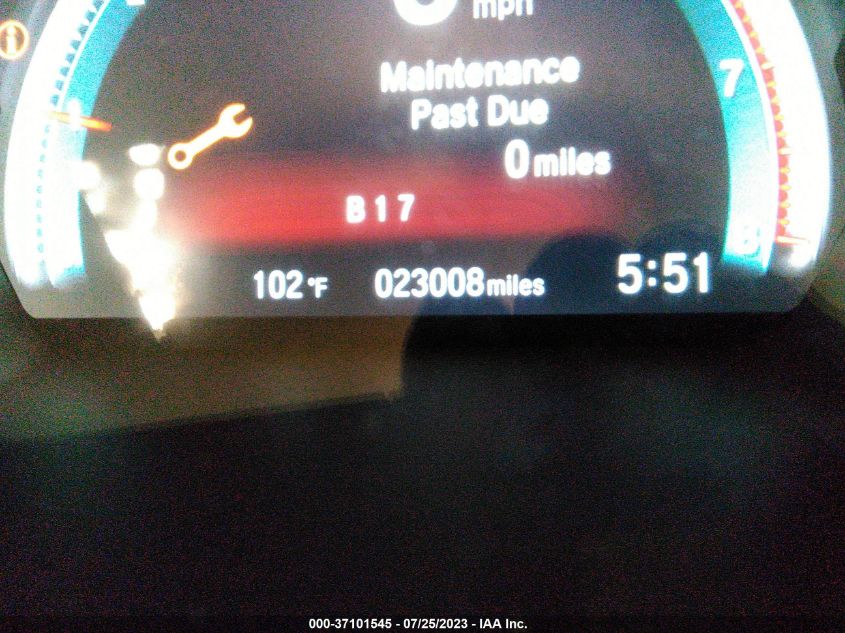 mph
Maintenance
Past Due
0 miles
7
B 1 7
8
102 °F 023008 miles 5:51
000-37101545 - 07/25/2023 - IAA Inc.